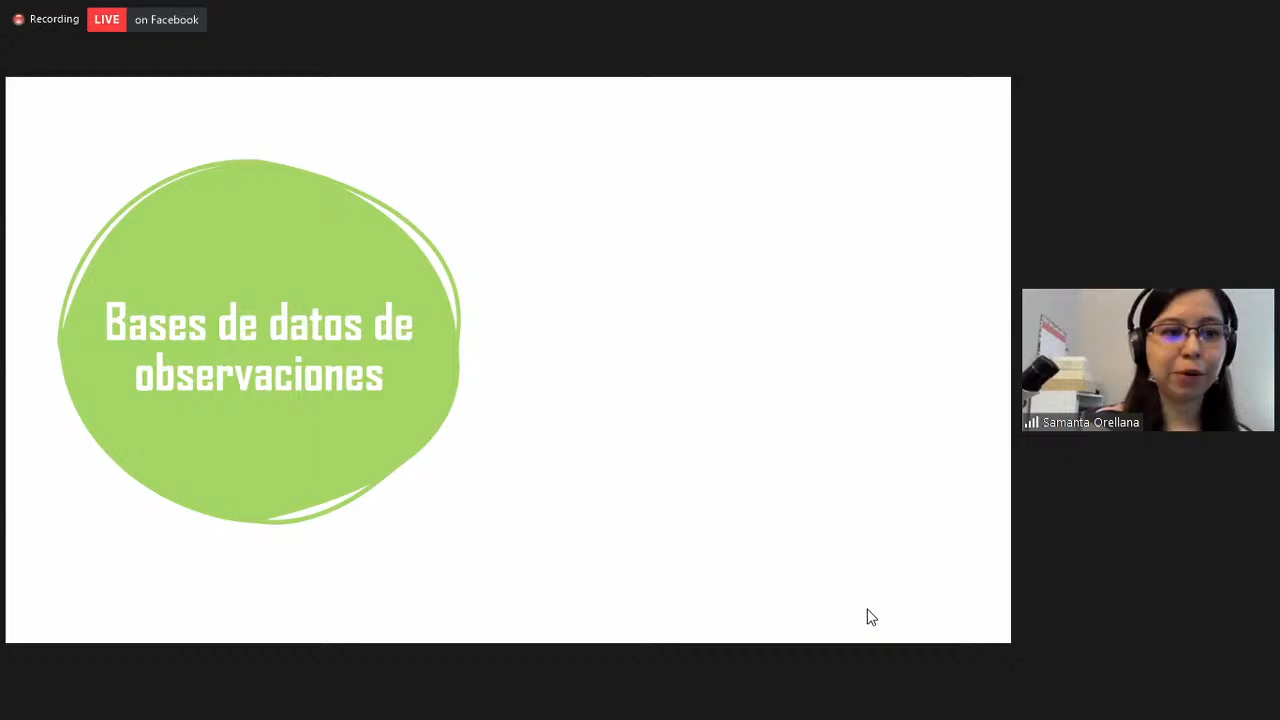 Recording
LIVE on Facebook
Bases de datos de
observaciones
Samanta Orellana